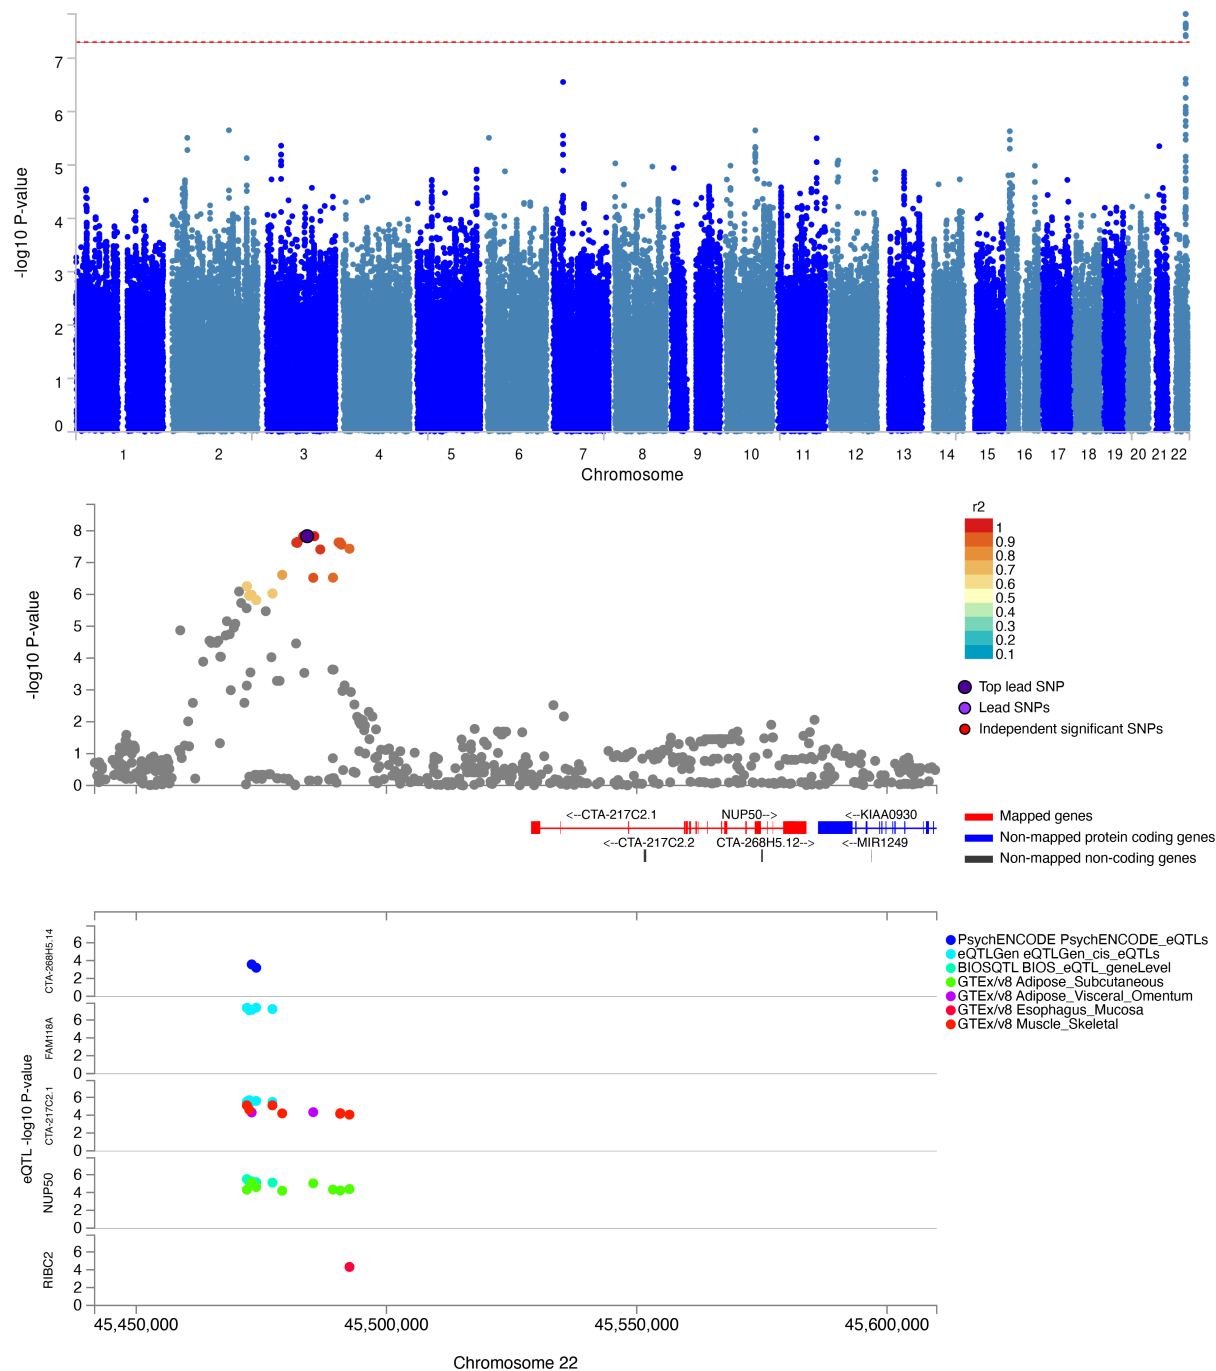 -log10 P-value
7
6
5
4
3
2
1
0
1 2 3 4 5 6 7 8 9 10 11 12 13 14 15 16 17 18 19 20 21 22
Chromosome
-log10 P-value
8
7
6
5
4
3
2
1
0
r2
1
0.9
0.8
0.7
0.6
0.5
0.4
0.3
0.2
0.1
Top lead SNP
Lead SNPs
Independent significant SNPs
<--CTA-217C2.1 NUP50--> <--KIAA0930
<--CTA-217C2.2 CTA-268H5.12--> <--MIR1249
Mapped genes
Non-mapped protein coding genes
Non-mapped non-coding genes
eQTL -log10 P-value
CTA-268H5.14
6
4
2
0
FAM118A
6
4
2
0
CTA-217C2.1
6
4
2
0
NUP50
6
4
2
0
RIBC2
6
4
2
0
PsychENCODE PsychENCODE_eQTLs
eQTLGen eQTLGen_cis_eQTLs
BIOSQTL BIOS_eQTL_geneLevel
GTEx/v8 Adipose_Subcutaneous
GTEx/v8 Adipose_Visceral_Omentum
GTEx/v8 Esophagus_Mucosa
GTEx/v8 Muscle_Skeletal
45,450,000 45,500,000 45,550,000 45,600,000
Chromosome 22